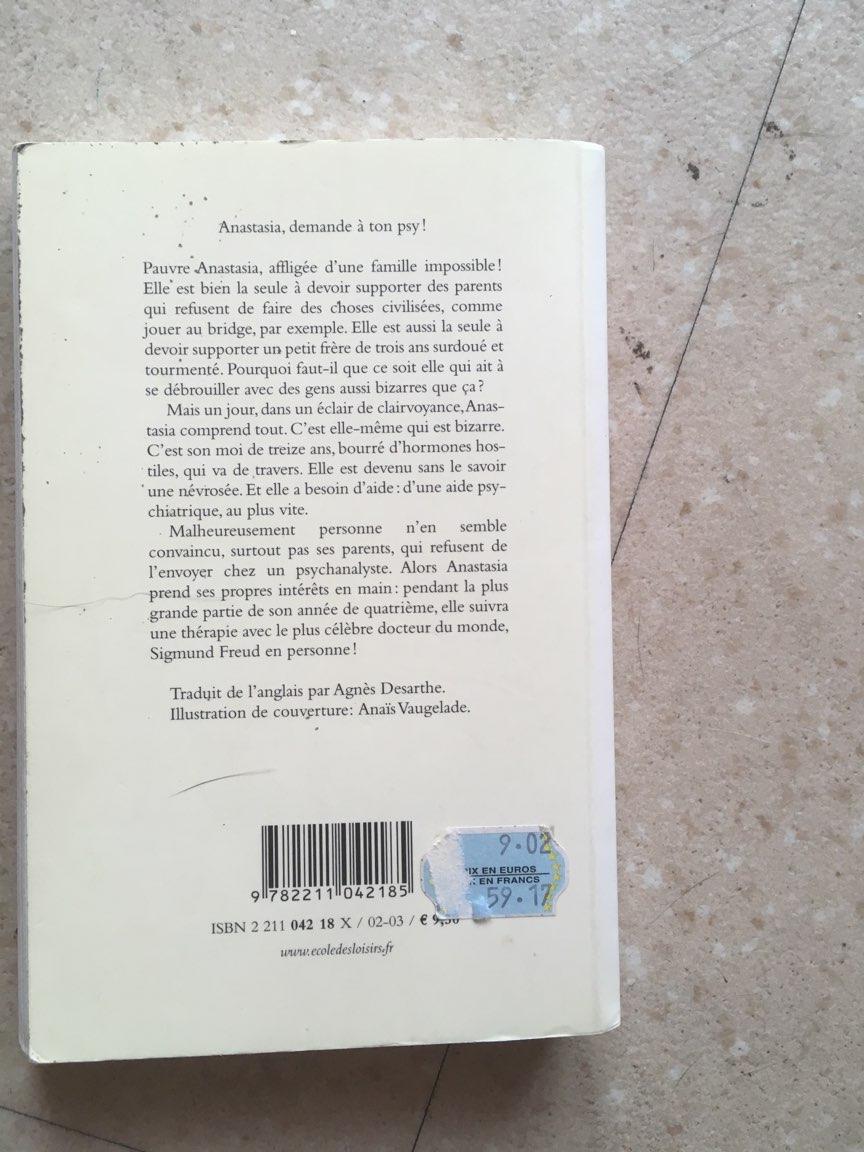 Anastasia, demande à ton psy !
Pauvre Anastasia, affligée d'une famille impossible !
Elle est bien la seule à devoir supporter des parents
qui refusent de faire des choses civilisées, comme
jouer au bridge, par exemple. Elle est aussi la seule à
devoir supporter un petit frère de trois ans surdoué et
tourmenté. Pourquoi faut-il que ce soit elle qui ait à
se débrouiller avec des gens aussi bizarres que ça ?
Mais un jour, dans un éclair de clairvoyance, Anas-
tasia comprend tout. C'est elle-même qui est bizarre.
C'est son moi de treize ans, bourré d'hormones hos-
tiles, qui va de travers. Elle est devenu sans le savoir
une névrosée. Et elle a besoin d'aide : d'une aide psy-
chiatrique, au plus vite.
Malheureusement personne n'en semble
convaincu, surtout pas ses parents, qui refusent de
l'envoyer chez un psychanalyste. Alors Anastasia
prend ses propres intérêts en main : pendant la plus
grande partie de son année de quatrième, elle suivra
une thérapie avec le plus célèbre docteur du monde,
Sigmund Freud en personne !
Traduit de l'anglais par Agnès Desarthe.
Illustration de couverture : Anaïs Vaugelade.
9.02
IX EN EUROS
EN FRANCS
59.17
9 782211 042185
ISBN 2 211 042 18 X / 02-03 / €
www.ecoledesloisirs.fr